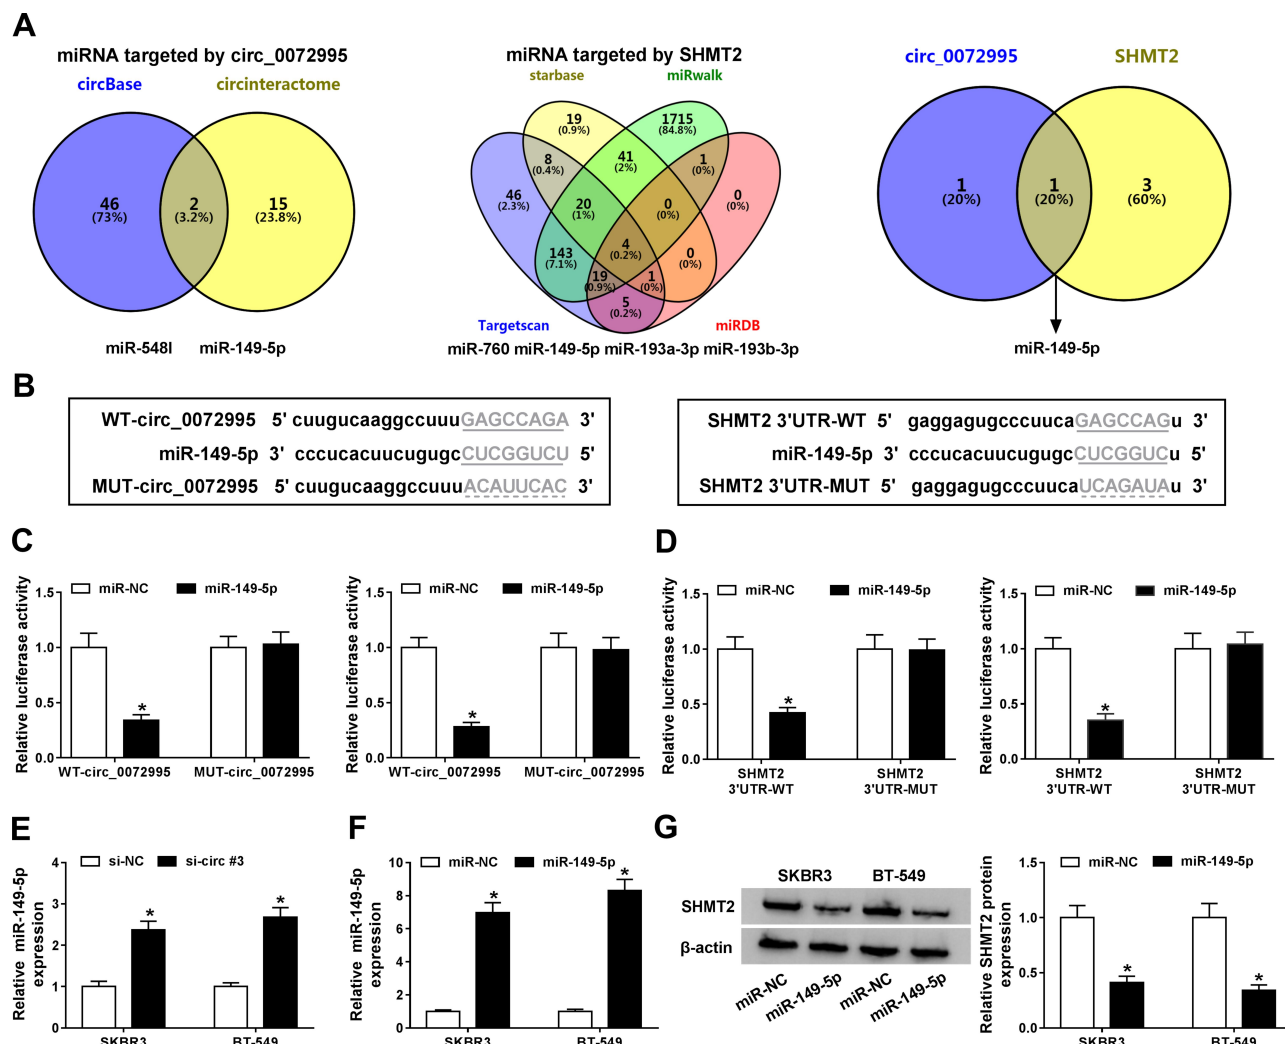 A
miRNA targeted by circ_0072995
circBase circinteractome
46
(73%)
2
(3.2%)
15
(23.8%)
miR-548l miR-149-5p
miRNA targeted by SHMT2
starbase miRwalk
19
(0.9%)
1715
(84.8%)
8
(0.4%)
41
(2%)
1
(0%)
46
(2.3%)
20
(1%)
0
(0%)
0
(0%)
143
(7.1%)
4
(0.2%)
0
(0%)
19
(0.9%)
1
(0%)
5
(0.2%)
Targetscan miRDB
miR-760 miR-149-5p miR-193a-3p miR-193b-3p
circ_0072995 SHMT2
1
(20%)
1
(20%)
3
(60%)
miR-149-5p
B
WT-circ_0072995 5' cuugucaaggccuuuGAGCCAGA 3'
miR-149-5p 3' cccucacuucugugcCUCGGUCU 5'
MUT-circ_0072995 5' cuugucaaggccuuuACAUUCAC 3'
SHMT2 3'UTR-WT 5' gaggagugcccuucaGAGCCAGu 3'
miR-149-5p 3' cccucacuucugugcCUCGGUCu 5'
SHMT2 3'UTR-MUT 5' gaggagugcccuucaUCAGAUAu 3'
C
Relative luciferase activity
miR-NC miR-149-5p
1.5
1.0
0.5
0.0
*
WT-circ_0072995 MUT-circ_0072995
Relative luciferase activity
miR-NC miR-149-5p
1.5
1.0
0.5
0.0
*
WT-circ_0072995 MUT-circ_0072995
D
Relative luciferase activity
miR-NC miR-149-5p
1.5
1.0
0.5
0.0
*
SHMT2 SHMT2
3'UTR-WT 3'UTR-MUT
Relative luciferase activity
miR-NC miR-149-5p
1.5
1.0
0.5
0.0
*
SHMT2 SHMT2
3'UTR-WT 3'UTR-MUT
E
Relative miR-149-5p
expression
si-NC si-circ #3
4
3
2
1
0
* *
SKBR3 BT-549
F
Relative miR-149-5p
expression
miR-NC miR-149-5p
10
8
6
4
2
0
* *
SKBR3 BT-549
G
SKBR3 BT-549
SHMT2
β-actin
miR-NC miR-149-5p miR-NC miR-149-5p
Relative SHMT2 protein
expression
miR-NC miR-149-5p
1.5
1.0
0.5
0.0
* *
SKBR3 BT-549